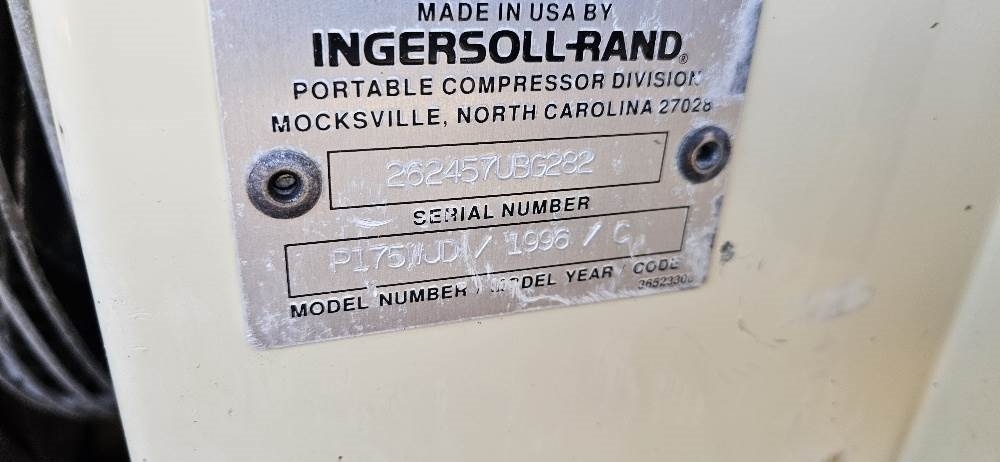 MADE IN USA BY
INGERSOLL-RAND®
PORTABLE COMPRESSOR DIVISION
MOCKSVILLE, NORTH CAROLINA 27028
262457UBG282
SERIAL NUMBER
P175WJD / 1996 / C
MODEL NUMBER / MODEL YEAR / CODE